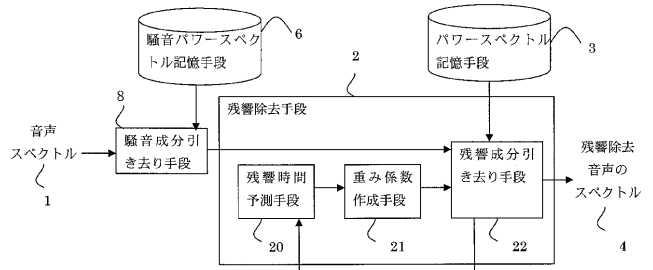 騒音パワースペク
トル記憶手段
6
パワースペクトル
記憶手段
3
2
8
残響除去手段
音声
スペクトル
1
騒音成分引
き去り手段
残響時間
予測手段
20
重み係数
作成手段
21
残響成分引
き去り手段
22
残響除去
音声の
スペクトル
4